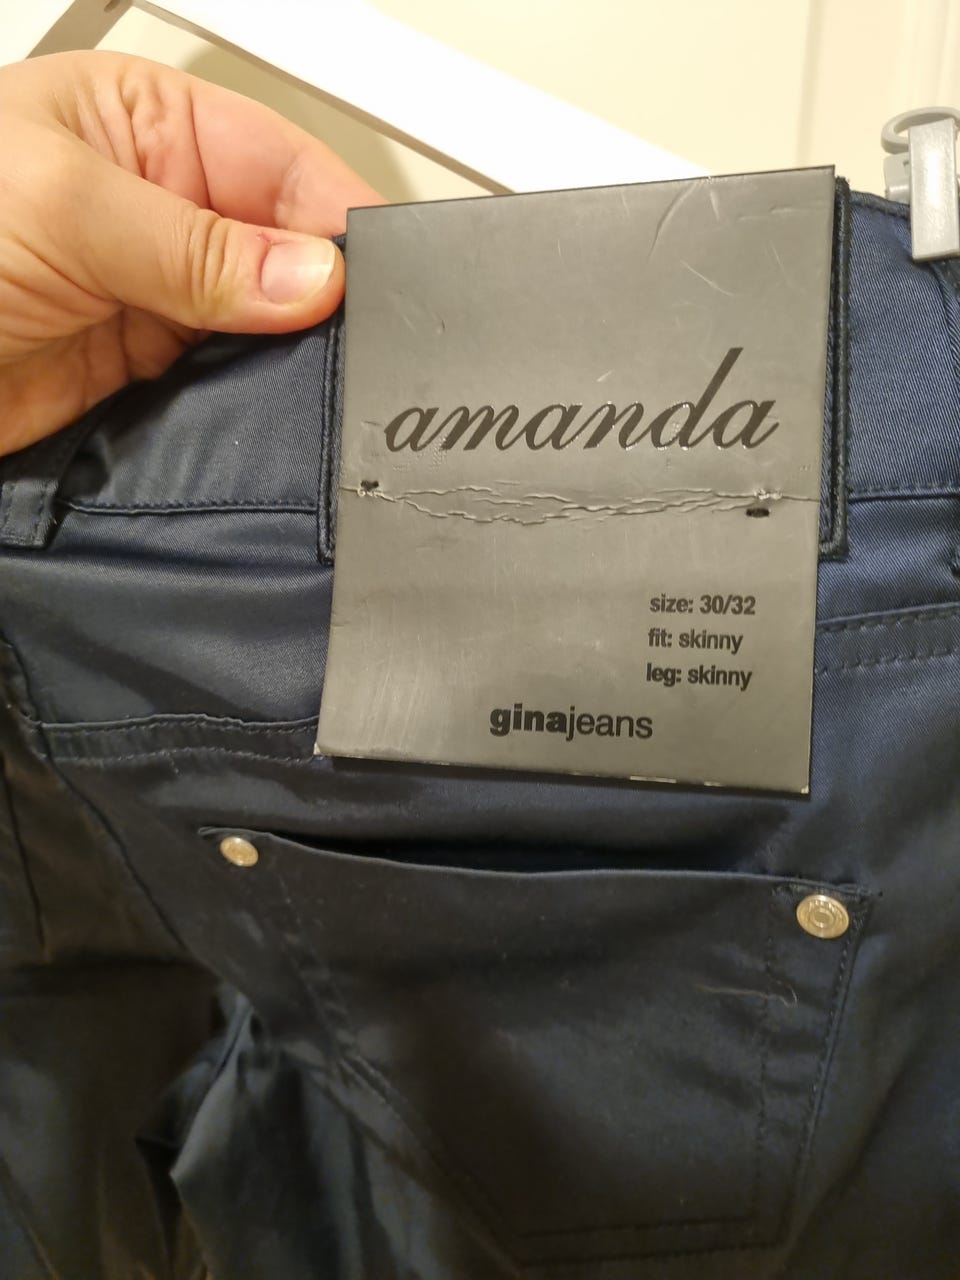 amanda
size: 30/32
fit: skinny
leg: skinny
ginajeans